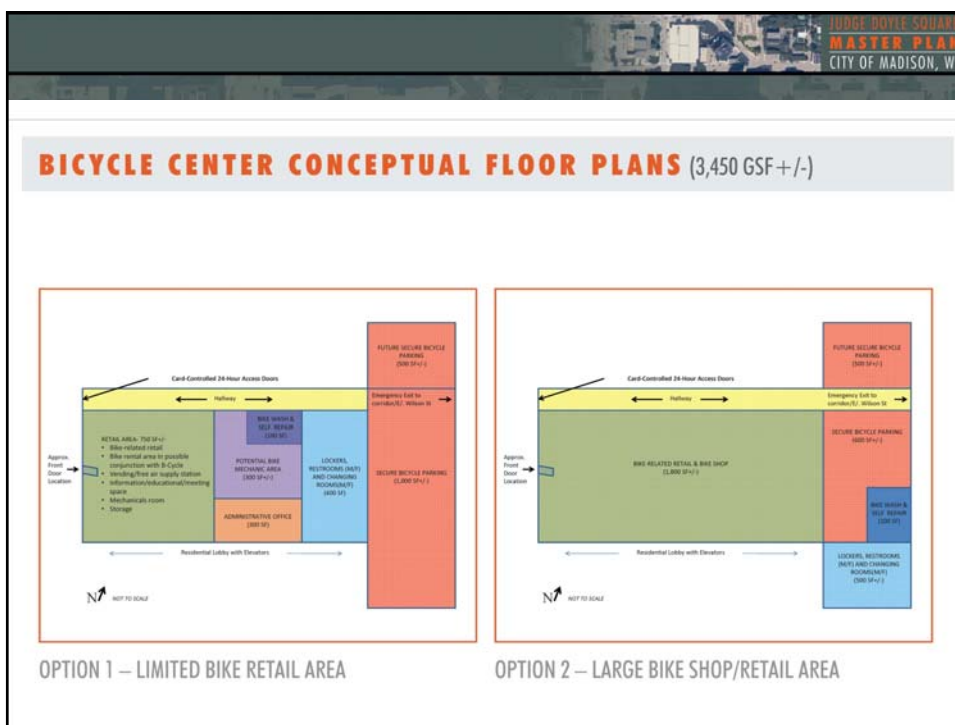 JUDGE DOYLE SQUARE
MASTER PLAN
CITY OF MADISON, W
BICYCLE CENTER CONCEPTUAL FLOOR PLANS (3,450 GSF+/-)
FUTURE SECURE BICYCLE
PARKING
(500 SF+/-)
Card-Controlled 24-Hour Access Doors
Hallway
Emergency Exit to
corridor/E/. Wilson St
Approx.
Front
Door
Location
RETAIL AREA- 750 SF+/-
• Bike-related retail
• Bike rental area in possible
conjunction with B-Cycle
• Vending/free air supply station
• Information/educational/meeting
space
• Mechanicals room
• Storage
BIKE WASH &
SELF REPAIR
(100 SF)
POTENTIAL BIKE
MECHANIC AREA
(300 SF+/-)
ADMINISTRATIVE OFFICE
(300 SF)
LOCKERS,
RESTROOMS (M/F)
AND CHANGING
ROOMS(M/F)
(400 SF)
SECURE BICYCLE PARKING
(1,000 SF+/-)
Residential Lobby with Elevators
N NOT TO SCALE
OPTION 1 – LIMITED BIKE RETAIL AREA
FUTURE SECURE BICYCLE
PARKING
(500 SF+/-)
Card-Controlled 24-Hour Access Doors
Hallway
Emergency Exit to
corridor/E/. Wilson St
Approx.
Front
Door
Location
BIKE RELATED RETAIL & BIKE SHOP
(1,800 SF+/-)
SECURE BICYCLE PARKING
(600 SF+/-)
BIKE WASH &
SELF REPAIR
(100 SF)
LOCKERS, RESTROOMS
(M/F) AND CHANGING
ROOMS(M/F)
(500 SF+/-)
Residential Lobby with Elevators
N NOT TO SCALE
OPTION 2 – LARGE BIKE SHOP/RETAIL AREA